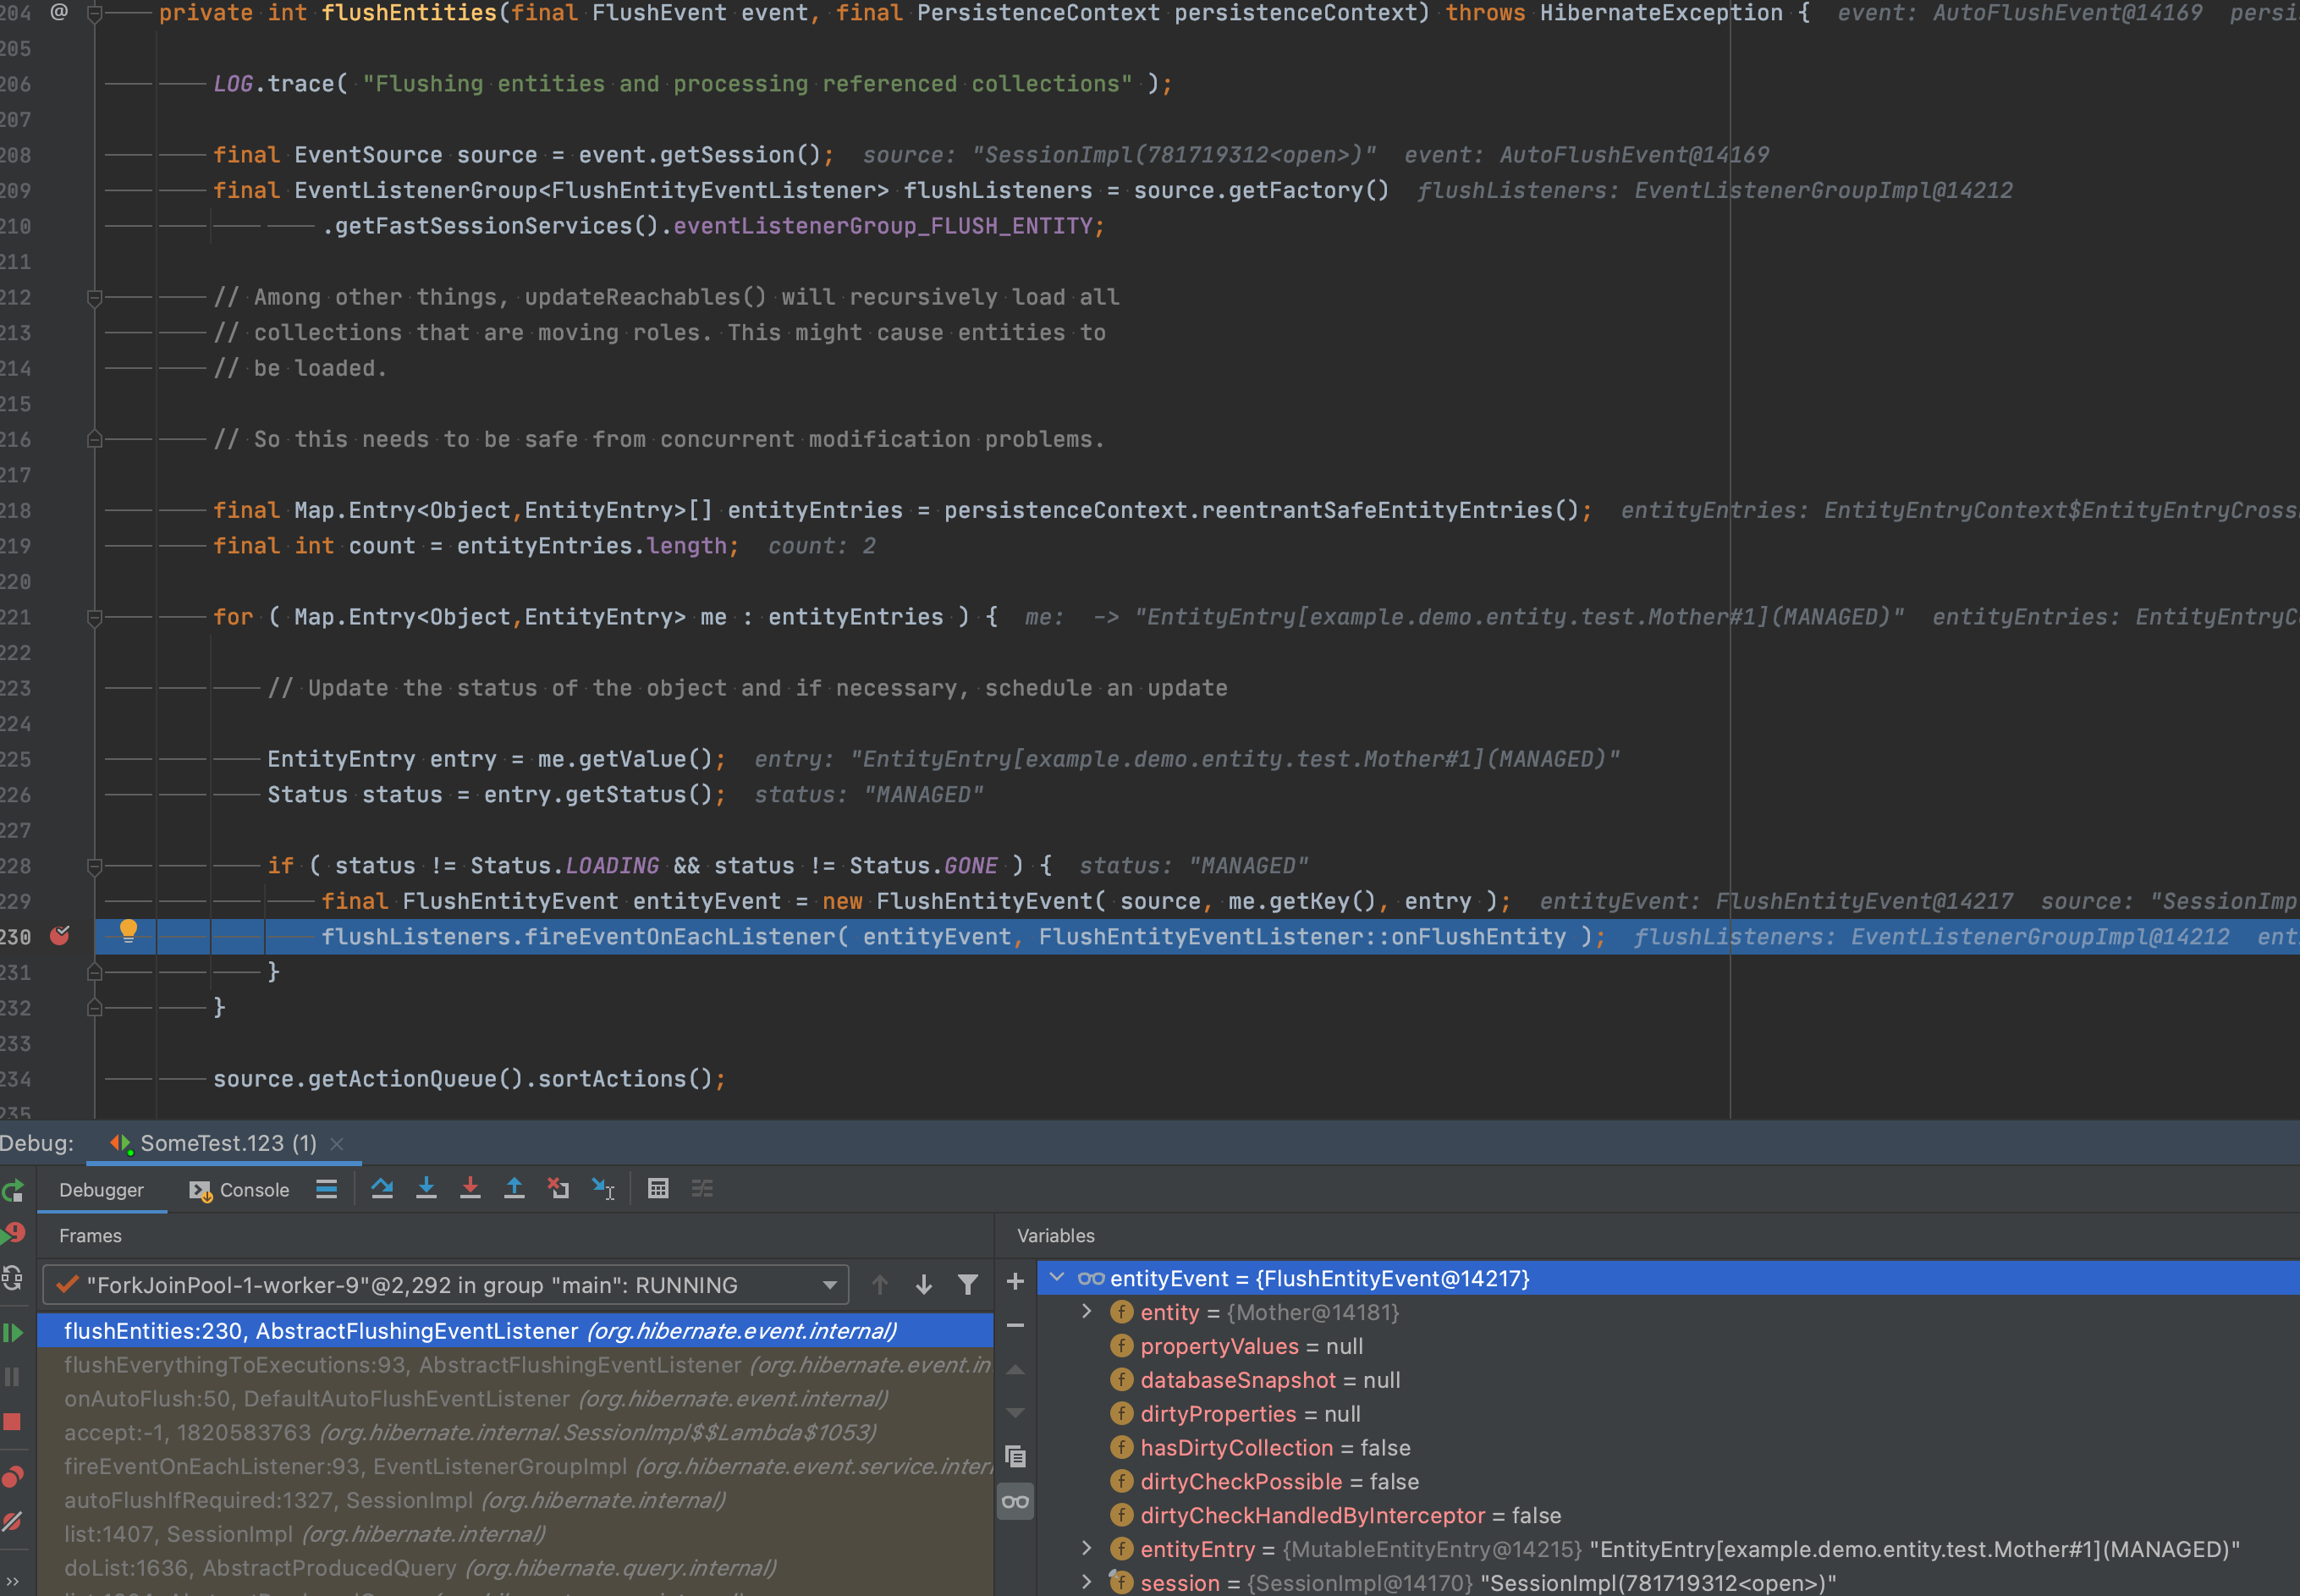 204 @ private int flushEntities(final FlushEvent event, final PersistenceContext persistenceContext) throws HibernateException { event: AutoFlushEvent@14169 persi
205
206 LOG.trace( "Flushing entities and processing referenced collections" );
207
208 final EventSource source = event.getSession(); source: "SessionImpl(781719312<open>)" event: AutoFlushEvent@14169
209 final EventListenerGroup<FlushEntityEventListener> flushListeners = source.getFactory() flushListeners: EventListenerGroupImpl@14212
210 .getFastSessionServices().eventListenerGroup_FLUSH_ENTITY;
211
212 // Among other things, updateReachables() will recursively load all
213 // collections that are moving roles. This might cause entities to
214 // be loaded.
215
216 // So this needs to be safe from concurrent modification problems.
217
218 final Map.Entry<Object,EntityEntry>[] entityEntries = persistenceContext.reentrantSafeEntityEntries(); entityEntries: EntityEntryContext$EntityEntryCross
219 final int count = entityEntries.length; count: 2
220
221 for ( Map.Entry<Object,EntityEntry> me : entityEntries ) { me: -> "EntityEntry[example.demo.entity.test.Mother#1](MANAGED)" entityEntries: EntityEntryC
222
223 // Update the status of the object and if necessary, schedule an update
224
225 EntityEntry entry = me.getValue(); entry: "EntityEntry[example.demo.entity.test.Mother#1](MANAGED)"
226 Status status = entry.getStatus(); status: "MANAGED"
227
228 if ( status != Status.LOADING && status != Status.GONE ) { status: "MANAGED"
229 final FlushEntityEvent entityEvent = new FlushEntityEvent( source, me.getKey(), entry ); entityEvent: FlushEntityEvent@14217 source: "SessionImp
230 flushListeners.fireEventOnEachListener( entityEvent, FlushEntityEventListener::onFlushEntity ); flushListeners: EventListenerGroupImpl@14212 ent
231 }
232 }
233
234 source.getActionQueue().sortActions();
235
Debug: SomeTest.123 (1)
Debugger Console
Frames
"ForkJoinPool-1-worker-9"@2,292 in group "main": RUNNING
flushEntities:230, AbstractFlushingEventListener (org.hibernate.event.internal)
flushEverythingToExecutions:93, AbstractFlushingEventListener (org.hibernate.event.in
onAutoFlush:50, DefaultAutoFlushEventListener (org.hibernate.event.internal)
accept:-1, 1820583763 (org.hibernate.internal.SessionImpl$$Lambda$1053)
fireEventOnEachListener:93, EventListenerGroupImpl (org.hibernate.event.service.intern
autoFlushIfRequired:1327, SessionImpl (org.hibernate.internal)
list:1407, SessionImpl (org.hibernate.internal)
doList:1636, AbstractProducedQuery (org.hibernate.query.internal)
Variables
entityEvent = {FlushEntityEvent@14217}
entity = {Mother@14181}
propertyValues = null
databaseSnapshot = null
dirtyProperties = null
hasDirtyCollection = false
dirtyCheckPossible = false
dirtyCheckHandledByInterceptor = false
entityEntry = {MutableEntityEntry@14215} "EntityEntry[example.demo.entity.test.Mother#1](MANAGED)"
session = {SessionImpl@14170} "SessionImpl(781719312<open>)"